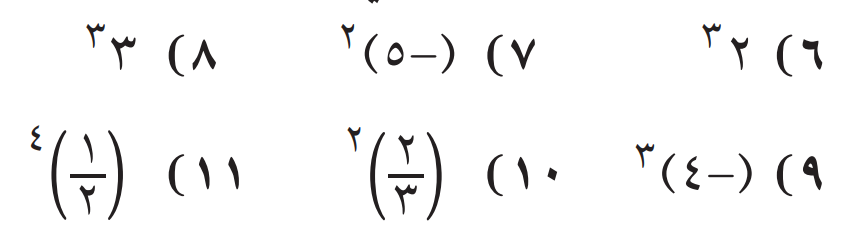 ٦) ٢^٣ ٧) (−٥)^٢ ٨) ٣^٣
٩) (−٤)^٣ ١٠) (٢/٣)^٢ ١١) (١/٢)^٤